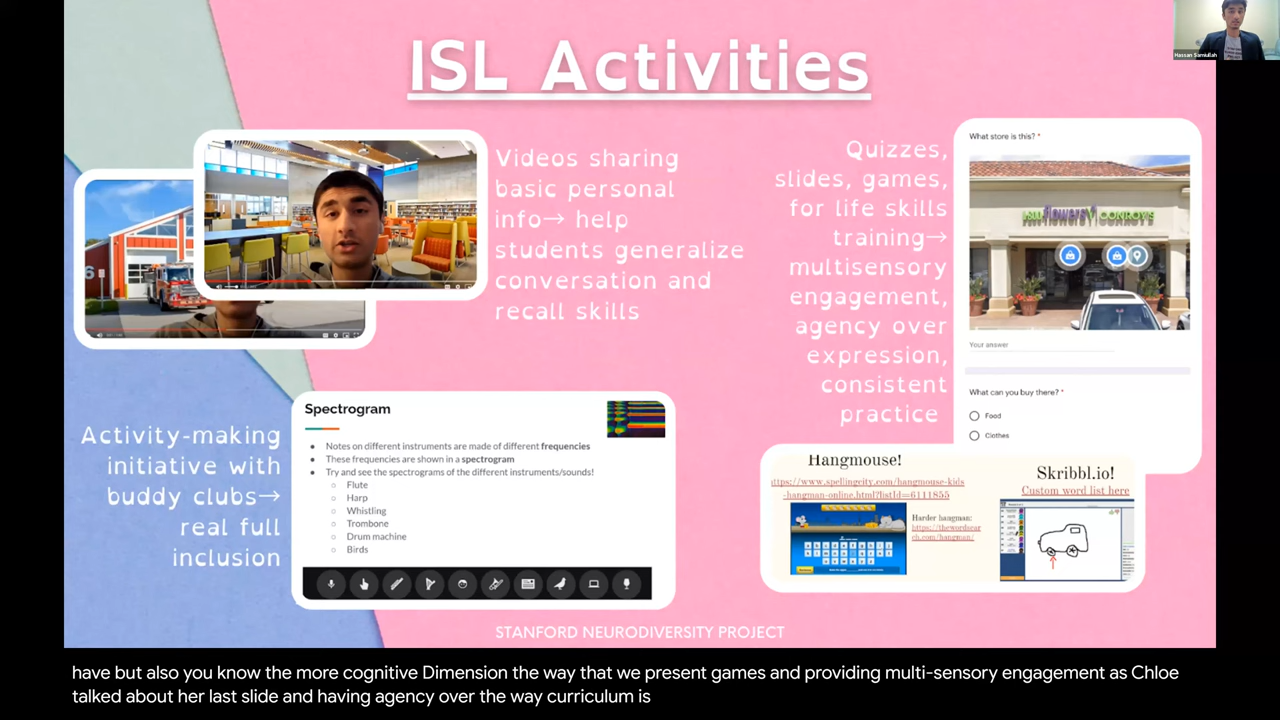 ISL Activities
Hassan Samiullah
Videos sharing
basic personal
info→ help
students generalize
conversation and
recall skills
Quizzes,
slides, games,
for life skills
training→
multisensory
engagement,
agency over
expression,
consistent
practice
What store is this? *
flowers
CONROY'S
Your answer
What can you buy there? *
Food
Clothes
6
Activity-making
initiative with
buddy clubs→
real full
inclusion
Spectrogram
● Notes on different instruments are made of different frequencies
● These frequencies are shown in a spectrogram
● Try and see the spectrograms of the different instruments/sounds!
○ Flute
○ Harp
○ Whistling
○ Trombone
○ Drum machine
○ Birds
Hangmouse!
https://www.spellingcity.com/hangmouse-kids
-hangman-online.html?listId=6111855
Harder hangman:
https://thewordsear
ch.com/hangman/
Skribbl.io!
Custom word list here
STANFORD NEURODIVERSITY PROJECT
have but also you know the more cognitive Dimension the way that we present games and providing multi-sensory engagement as Chloe
talked about her last slide and having agency over the way curriculum is